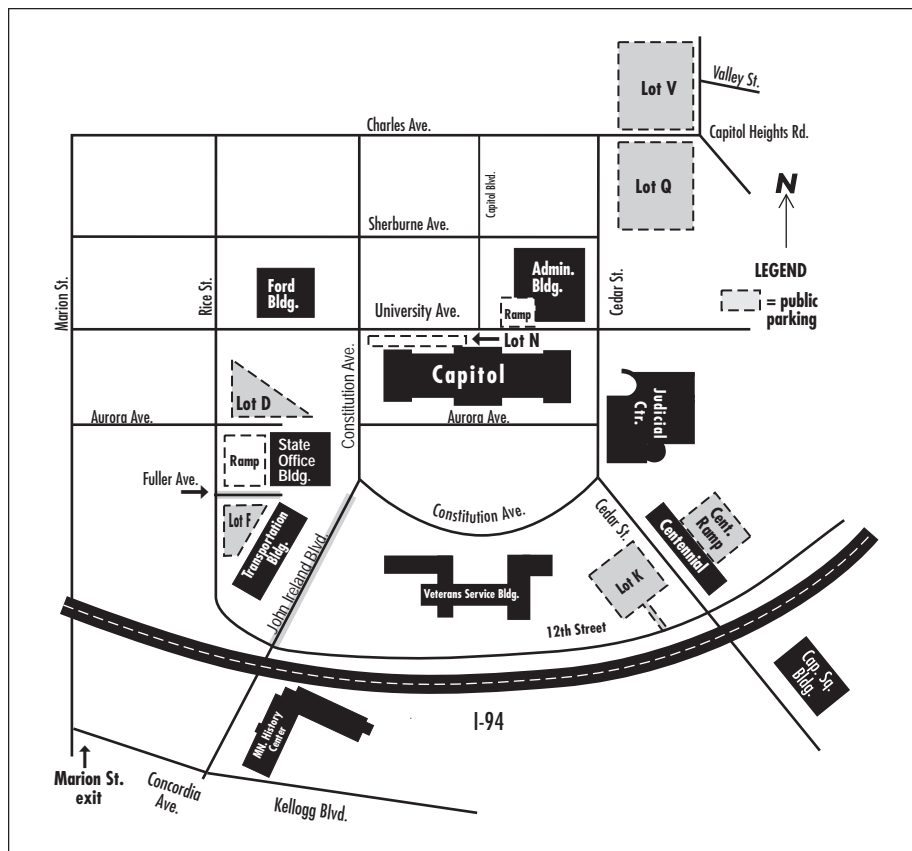 Lot V
Valley St.
Charles Ave.
Capitol Heights Rd.
Lot Q
Capitol Blvd.
N
Sherburne Ave.
Marion St.
Rice St.
Ford
Bldg.
Admin.
Bldg.
Cedar St.
LEGEND
= public
parking
University Ave.
Ramp
Lot N
Constitution Ave.
Capitol
Lot D
Judicial
Ctr.
Aurora Ave.
Aurora Ave.
Ramp
State
Office
Bldg.
Fuller Ave.
Lot F
Transportation
Bldg.
John Ireland Blvd.
Constitution Ave.
Cedar St.
Cent.
Ramp
Centennial
Lot K
Veterans Service Bldg.
12th Street
Cap. Sq.
Bldg.
I-94
MN. History
Center
Marion St.
exit
Concordia
Ave.
Kellogg Blvd.